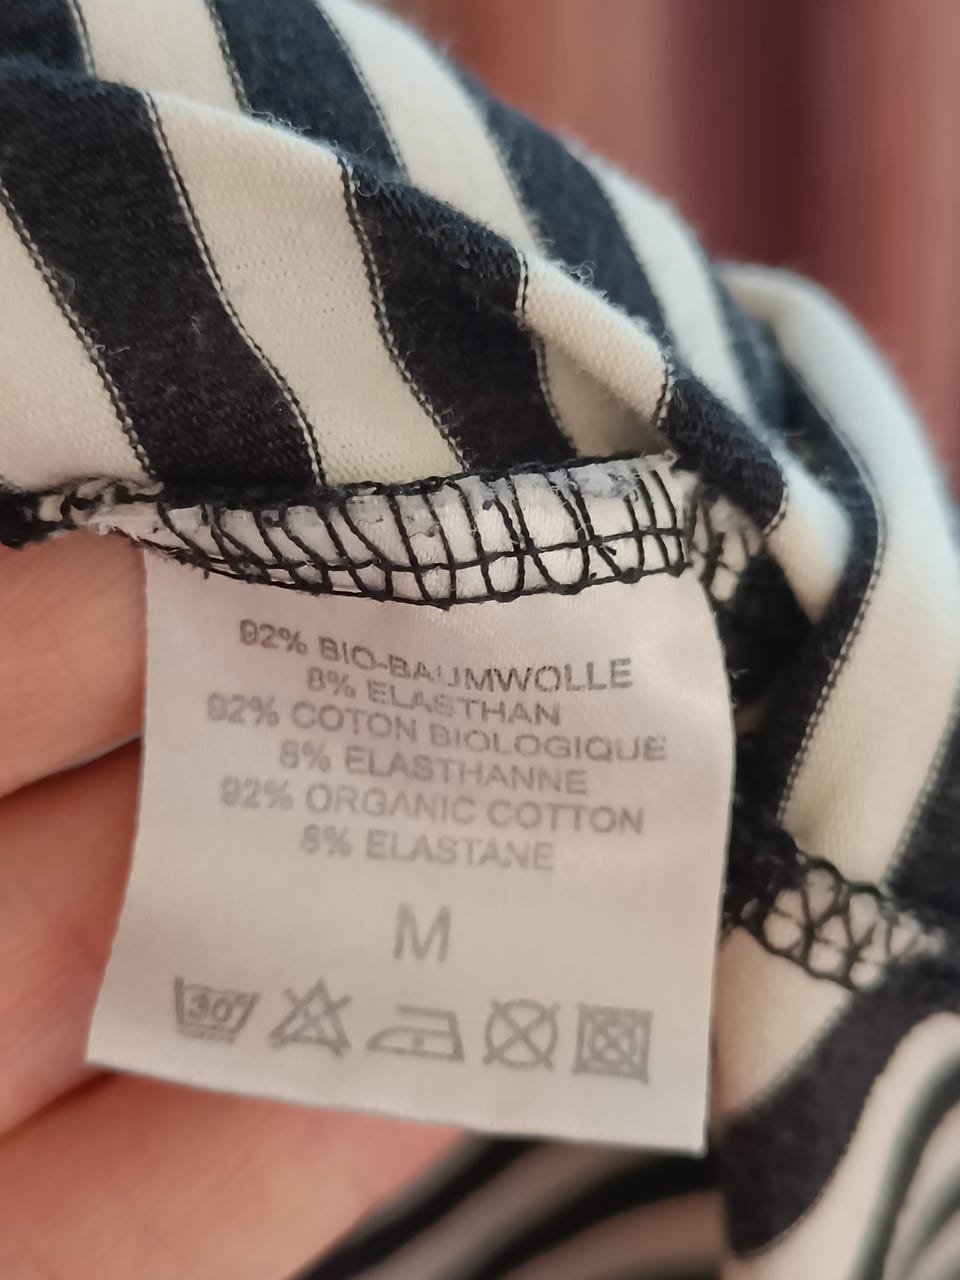 92% BIO-BAUMWOLLE
8% ELASTHAN
92% COTON BIOLOGIQUE
8% ELASTHANNE
92% ORGANIC COTTON
8% ELASTANE
M
30°